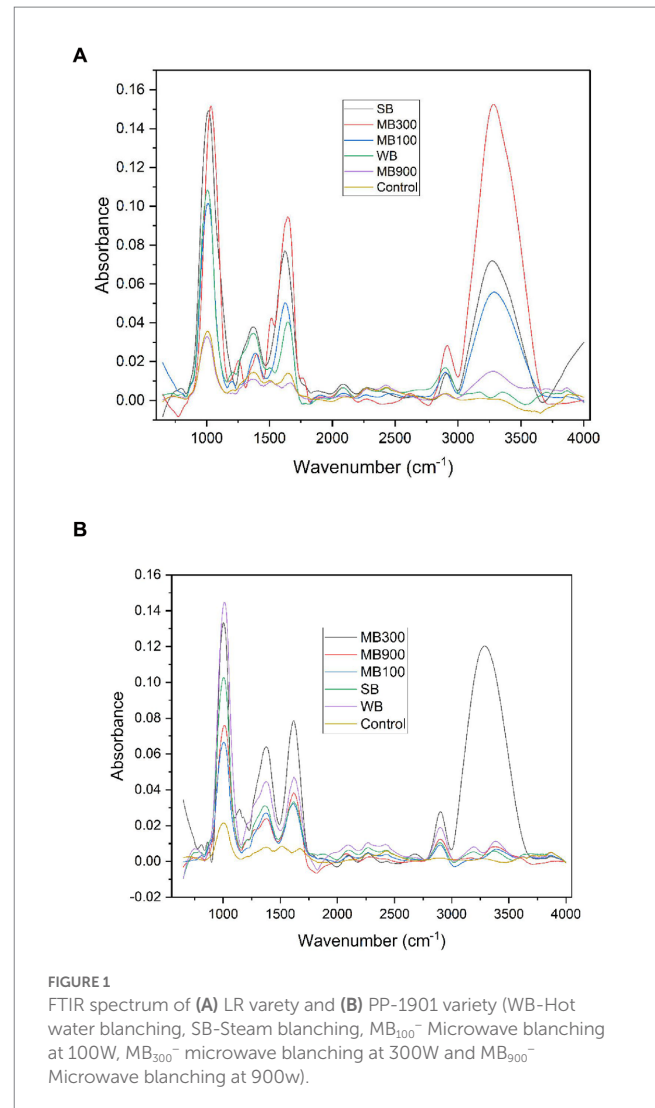 A
0.16
0.14
0.12
0.10
0.08
0.06
0.04
0.02
0.00
Absorbance
SB
MB300
MB100
WB
MB900
Control
1000 1500 2000 2500 3000 3500 4000
Wavenumber (cm⁻¹)
B
0.16
0.14
0.12
0.10
0.08
0.06
0.04
0.02
0.00
-0.02
Absorbance
MB300
MB900
MB100
SB
WB
Control
1000 1500 2000 2500 3000 3500 4000
Wavenumber (cm⁻¹)
FIGURE 1
FTIR spectrum of (A) LR varety and (B) PP-1901 variety (WB-Hot
water blanching, SB-Steam blanching, MB₁₀₀⁻ Microwave blanching
at 100W, MB₃₀₀⁻ microwave blanching at 300W and MB₉₀₀⁻
Microwave blanching at 900w).